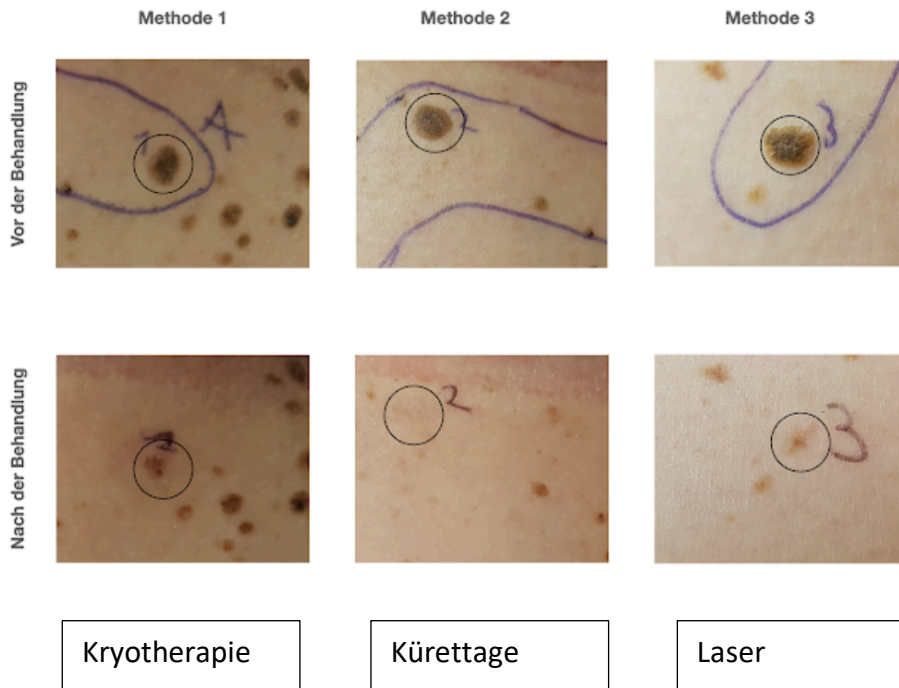 Methode 1
Methode 2
Methode 3
Vor der Behandlung
1
A
2
3
Nach der Behandlung
2
3
Kryotherapie
Kürettage
Laser